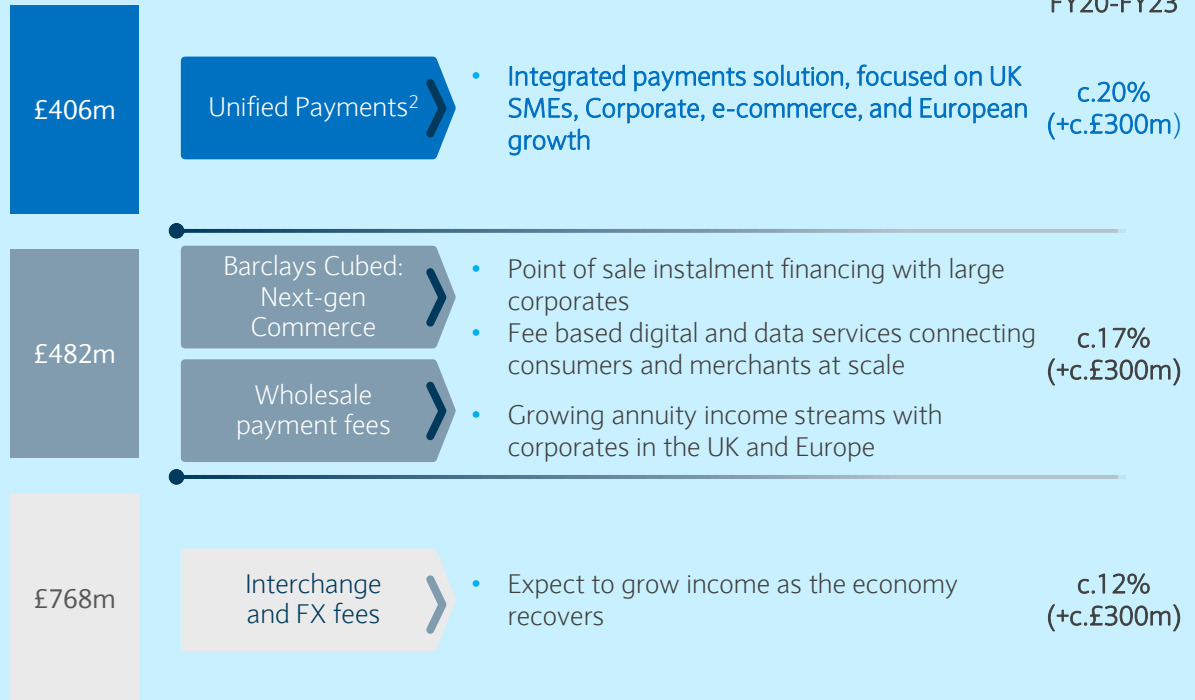 FY20-FY23
£406m
Unified Payments2
• Integrated payments solution, focused on UK
SMEs, Corporate, e-commerce, and European
growth
c.20%
(+c.£300m)
£482m
Barclays Cubed:
Next-gen
Commerce
Wholesale
payment fees
• Point of sale instalment financing with large
corporates
• Fee based digital and data services connecting
consumers and merchants at scale
• Growing annuity income streams with
corporates in the UK and Europe
c.17%
(+c.£300m)
£768m
Interchange
and FX fees
• Expect to grow income as the economy
recovers
c.12%
(+c.£300m)